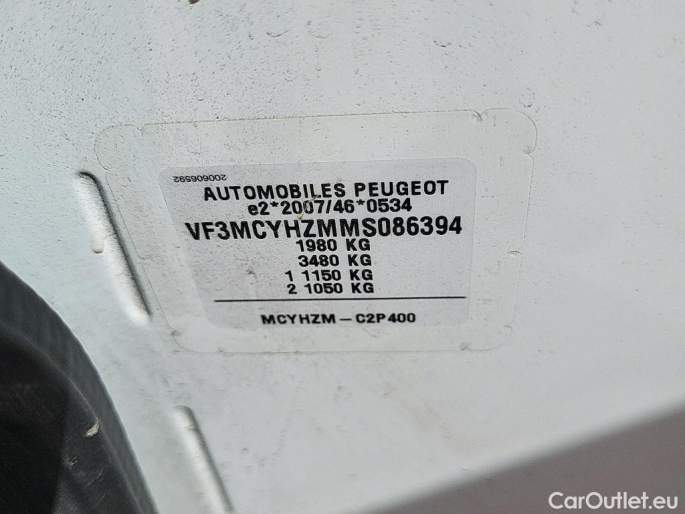 200606592
AUTOMOBILES PEUGEOT
e2*2007/46*0534
VF3MCYHZMMS086394
1980 KG
3480 KG
1 1150 KG
2 1050 KG
MCYHZM – C2P400
CarOutlet.eu